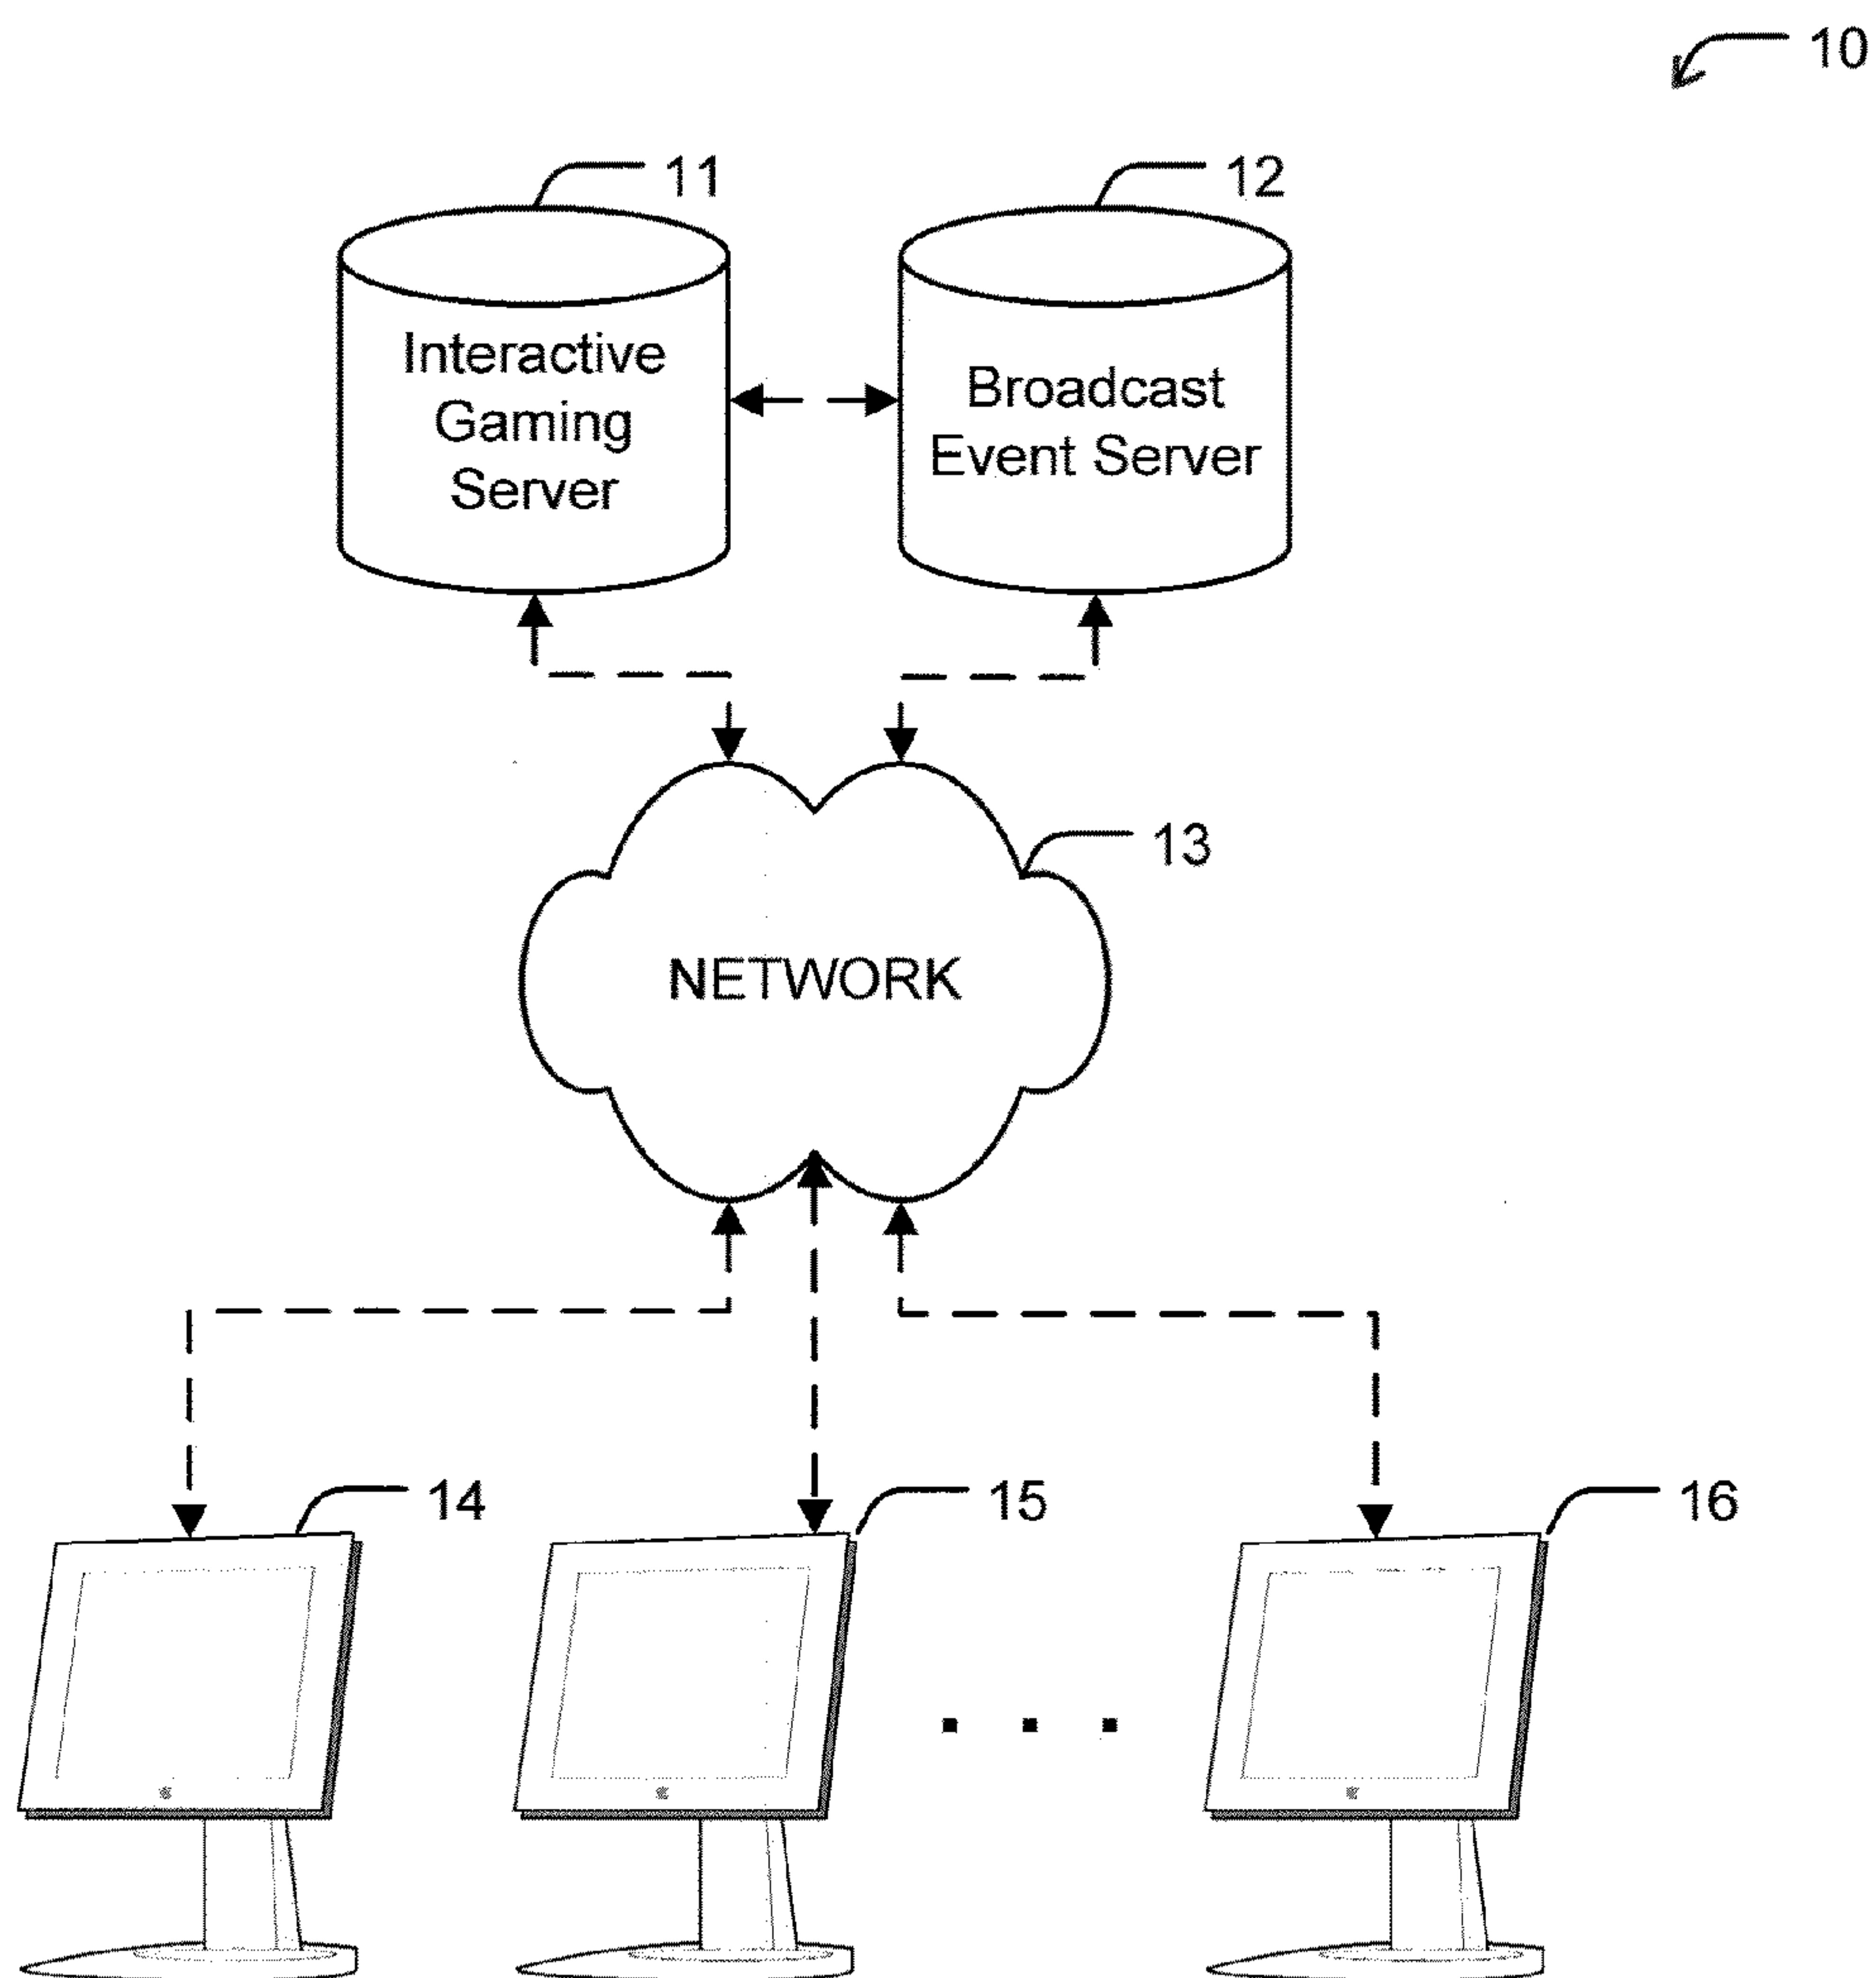 10
11
12
Interactive
Gaming
Server
Broadcast
Event Server
13
NETWORK
14
15
16